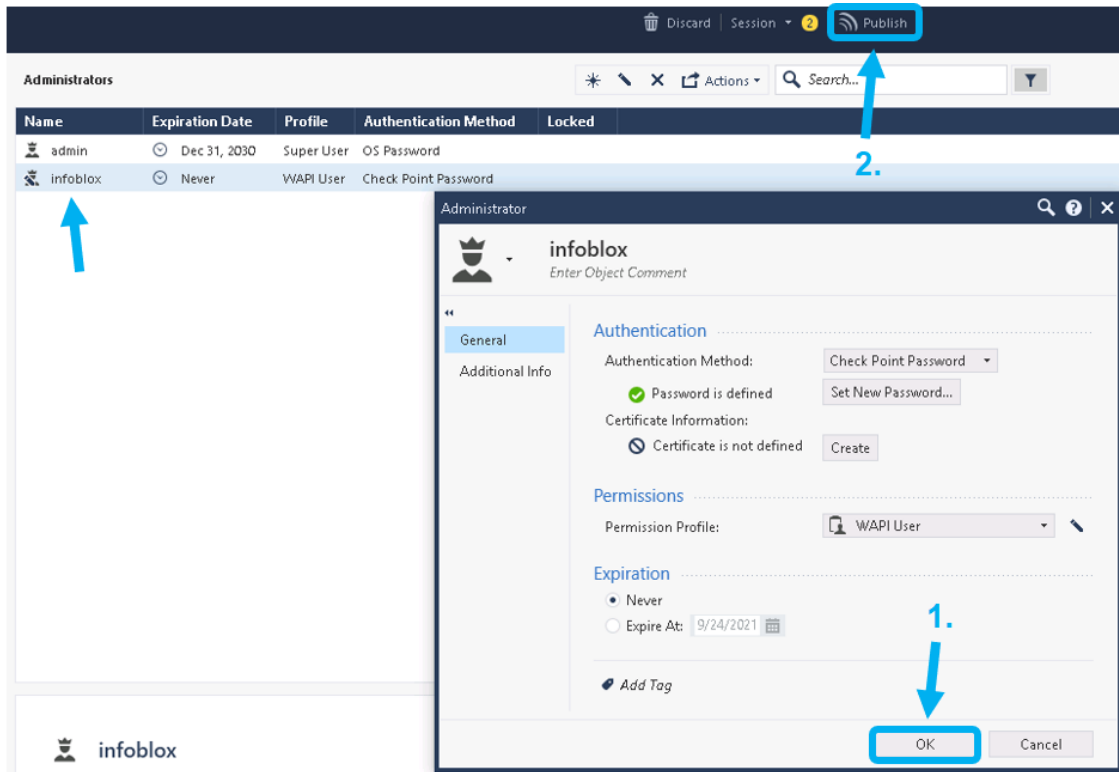 Discard Session 2 Publish
Administrators
Actions Search...
2.
Name Expiration Date Profile Authentication Method Locked
admin Dec 31, 2030 Super User OS Password
infoblox Never WAPI User Check Point Password
Administrator
infoblox
Enter Object Comment
General
Additional Info
Authentication
Authentication Method: Check Point Password
Password is defined Set New Password...
Certificate Information:
Certificate is not defined Create
Permissions
Permission Profile: WAPI User
Expiration
Never
Expire At: 9/24/2021
1.
Add Tag
OK Cancel
infoblox